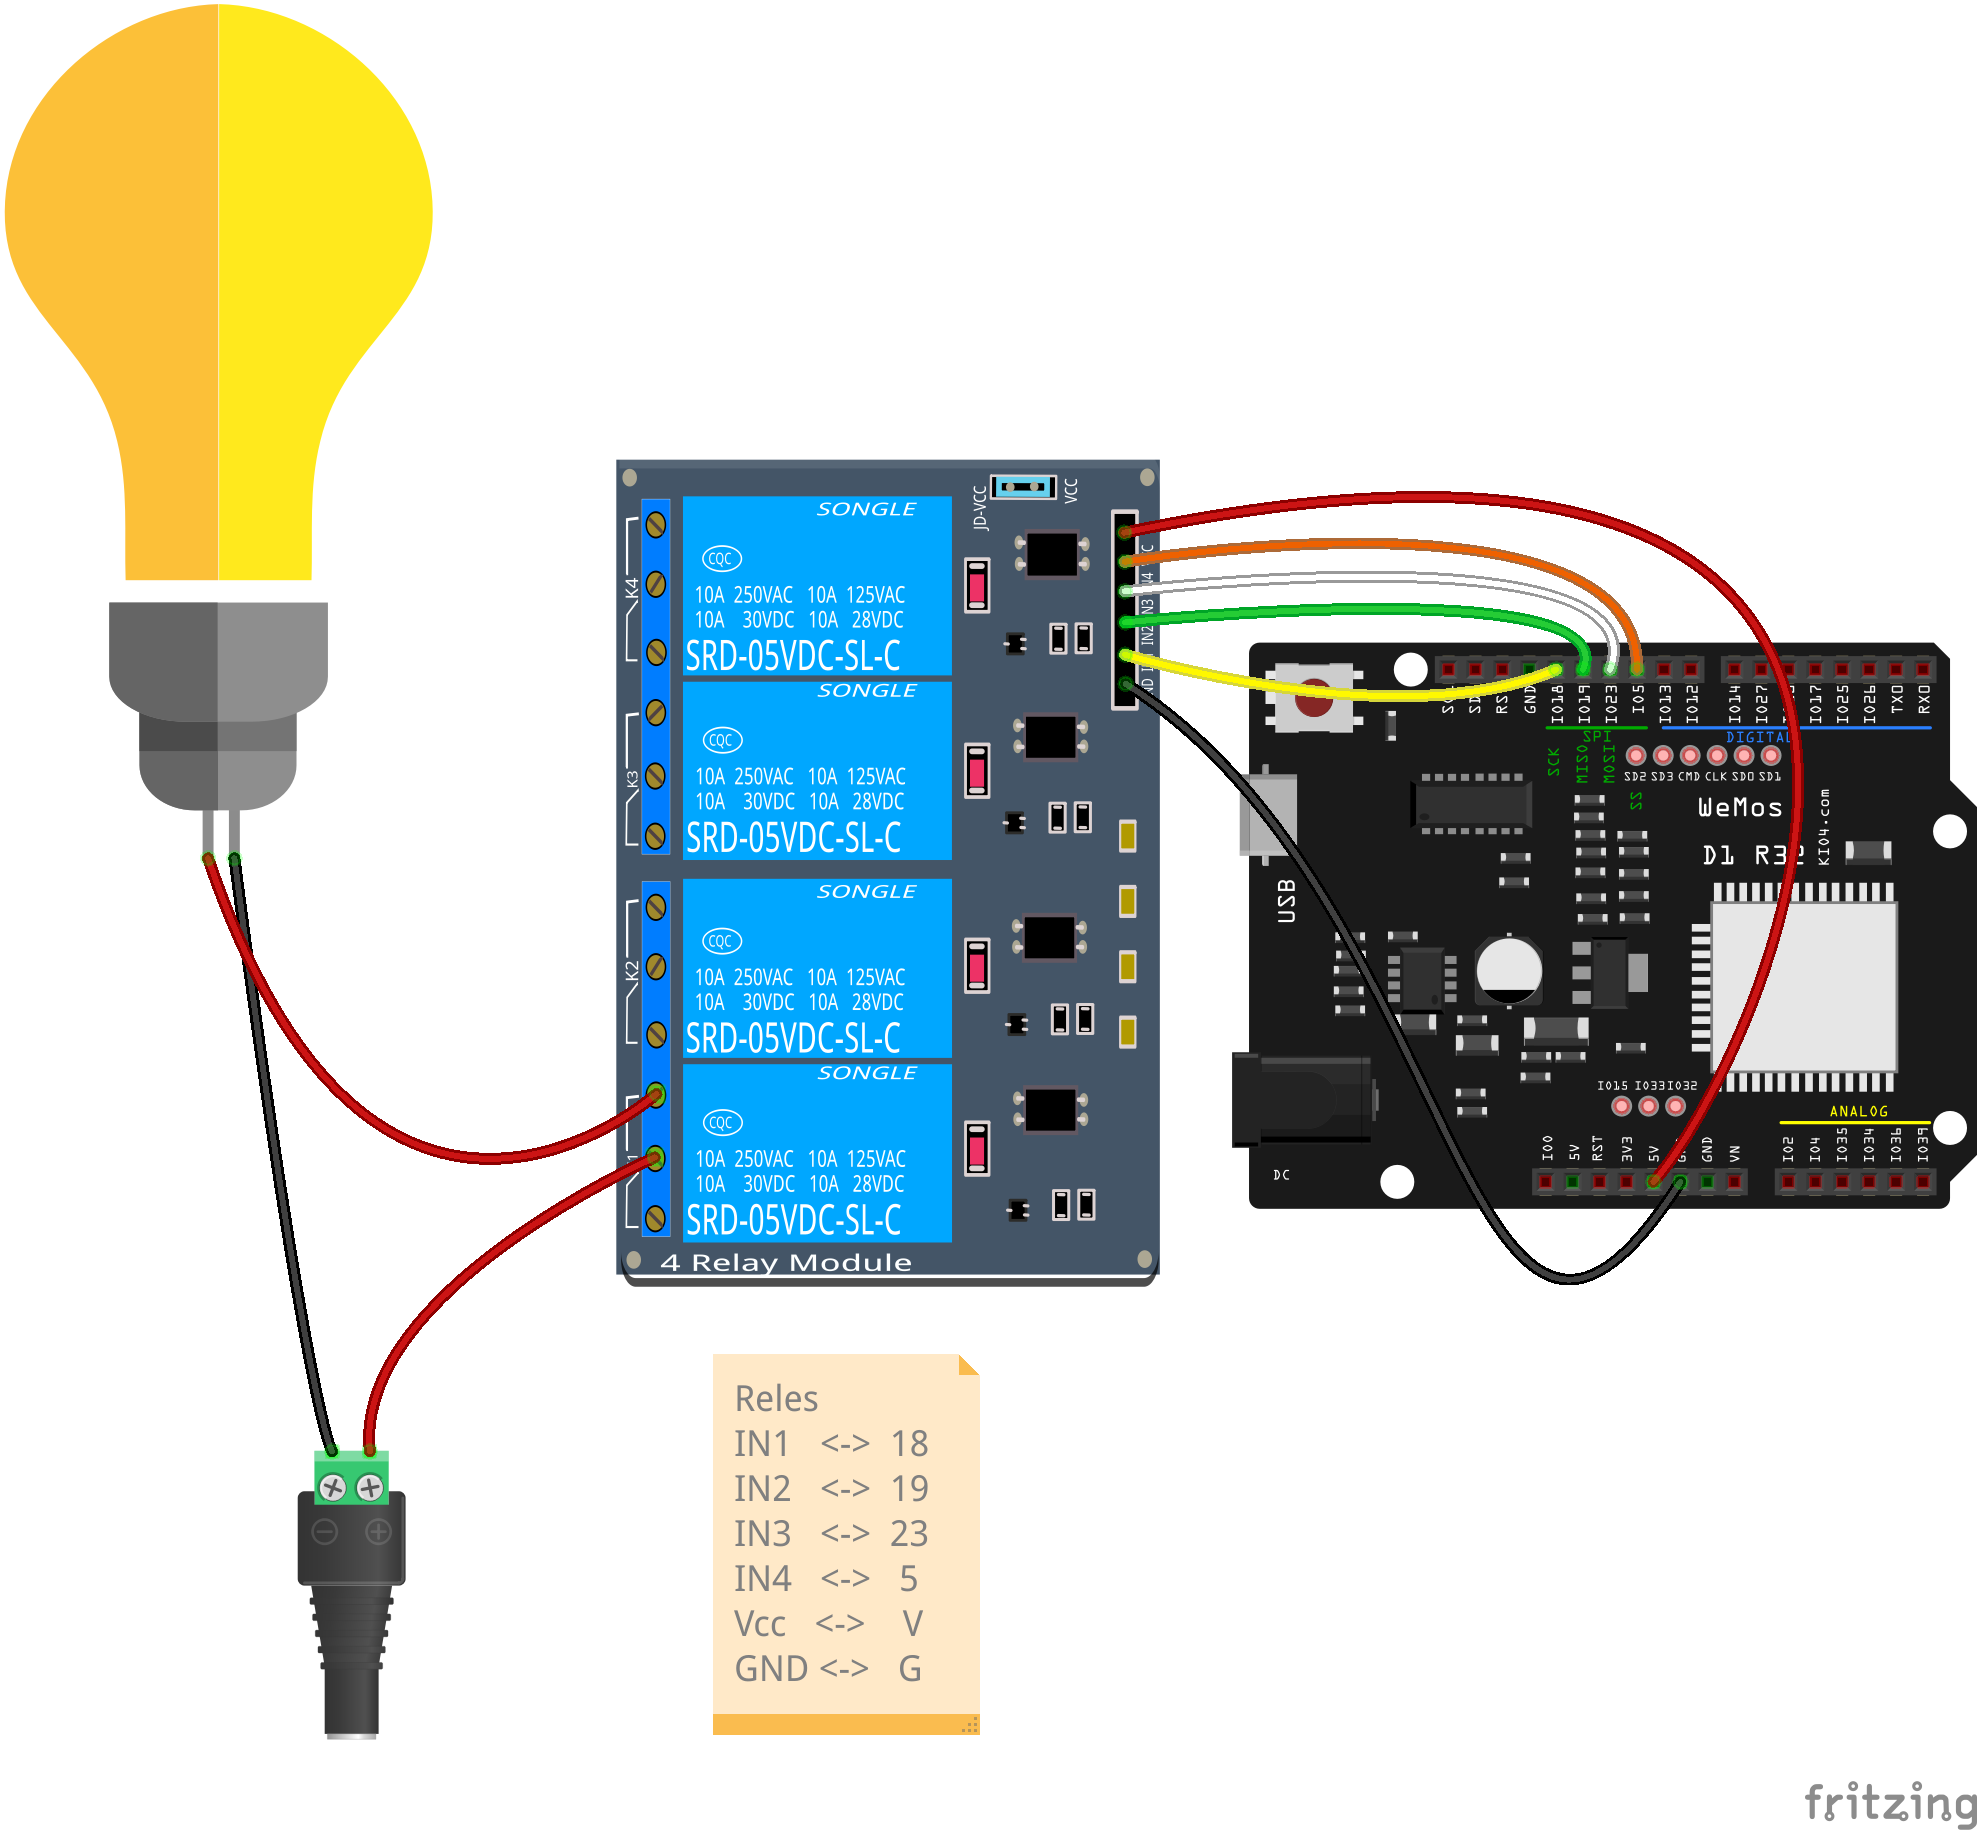 SONGLE
CQC
10A 250VAC 10A 125VAC
10A 30VDC 10A 28VDC
SRD-05VDC-SL-C
K4
JD-VCC
VCC
SONGLE
CQC
10A 250VAC 10A 125VAC
10A 30VDC 10A 28VDC
SRD-05VDC-SL-C
K3
SONGLE
CQC
10A 250VAC 10A 125VAC
10A 30VDC 10A 28VDC
SRD-05VDC-SL-C
K2
SONGLE
CQC
10A 250VAC 10A 125VAC
10A 30VDC 10A 28VDC
SRD-05VDC-SL-C
4 Relay Module
IN3
IN2
GND
IO18
IO19
IO23
IO5
IO13
IO12
IO14
IO27
IO17
IO25
IO26
TXO
RXO
SPI
DIGITAL
SCK
MISO
MOSI
SS
SD2 SD3 CMD CLK SDO SD1
WeMos
D1 R32
KIO4.com
USB
DC
IO15 IO33 IO32
ANALOG
IO0
5V
RST
3V3
5V
GND
VN
IO2
IO4
IO35
IO34
IO36
IO39
Reles
IN1 <-> 18
IN2 <-> 19
IN3 <-> 23
IN4 <-> 5
Vcc <-> V
GND <-> G
fritzing